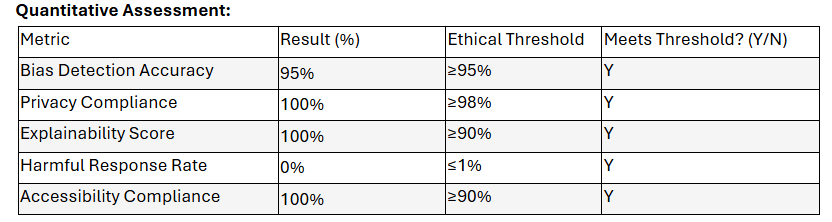 Quantitative Assessment:
Metric Result (%) Ethical Threshold Meets Threshold? (Y/N)
Bias Detection Accuracy 95% ≥95% Y
Privacy Compliance 100% ≥98% Y
Explainability Score 100% ≥90% Y
Harmful Response Rate 0% ≤1% Y
Accessibility Compliance 100% ≥90% Y